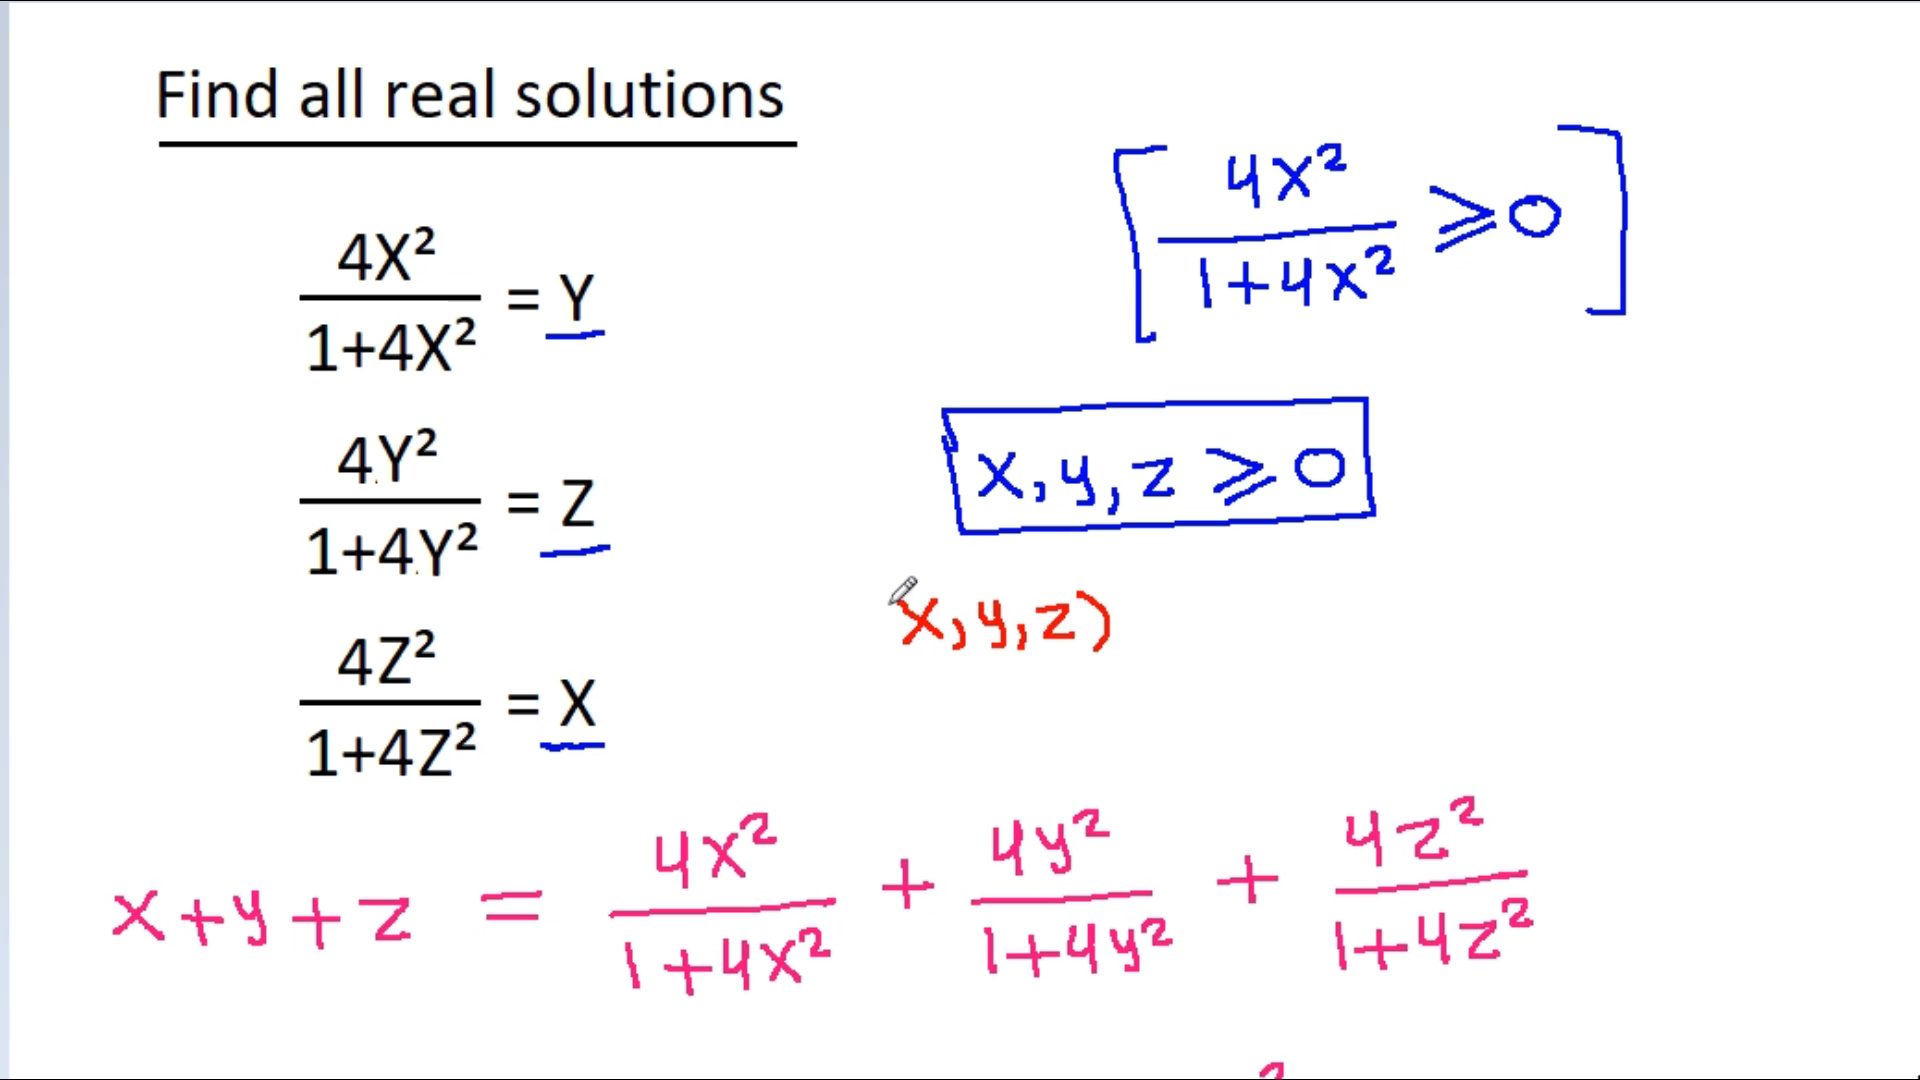 Find all real solutions
4X²
1+4X²
= Y
4Y²
1+4Y²
= Z
4Z²
1+4Z²
= X
[ 4x² / 1+4x² ⩾ 0 ]
x, y, z ⩾ 0
x, y, z)
x + y + z = 4x² / 1+4x² + 4y² / 1+4y² + 4z² / 1+4z²